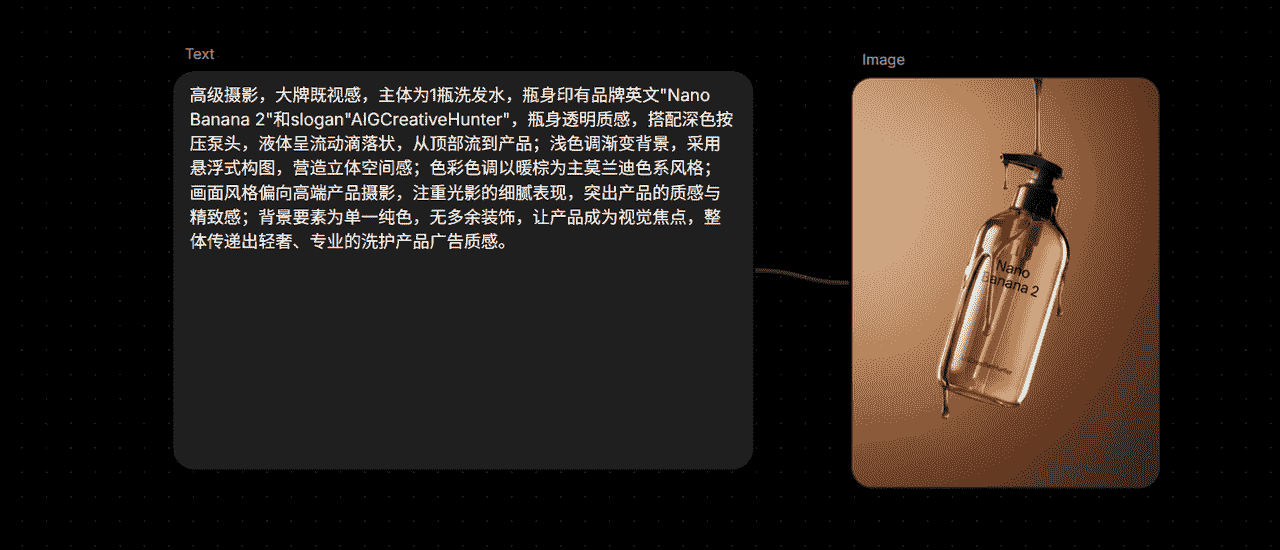 Text
高级摄影，大牌既视感，主体为1瓶洗发水，瓶身印有品牌英文"Nano
Banana 2"和slogan"AIGCreativeHunter"，瓶身透明质感，搭配深色按
压泵头，液体呈流动滴落状，从顶部流到产品；浅色调渐变背景，采用
悬浮式构图，营造立体空间感；色彩色调以暖棕为主莫兰迪色系风格；
画面风格偏向高端产品摄影，注重光影的细腻表现，突出产品的质感与
精致感；背景要素为单一纯色，无多余装饰，让产品成为视觉焦点，整
体传递出轻奢、专业的洗护产品广告质感。
Image
Nano
Banana 2